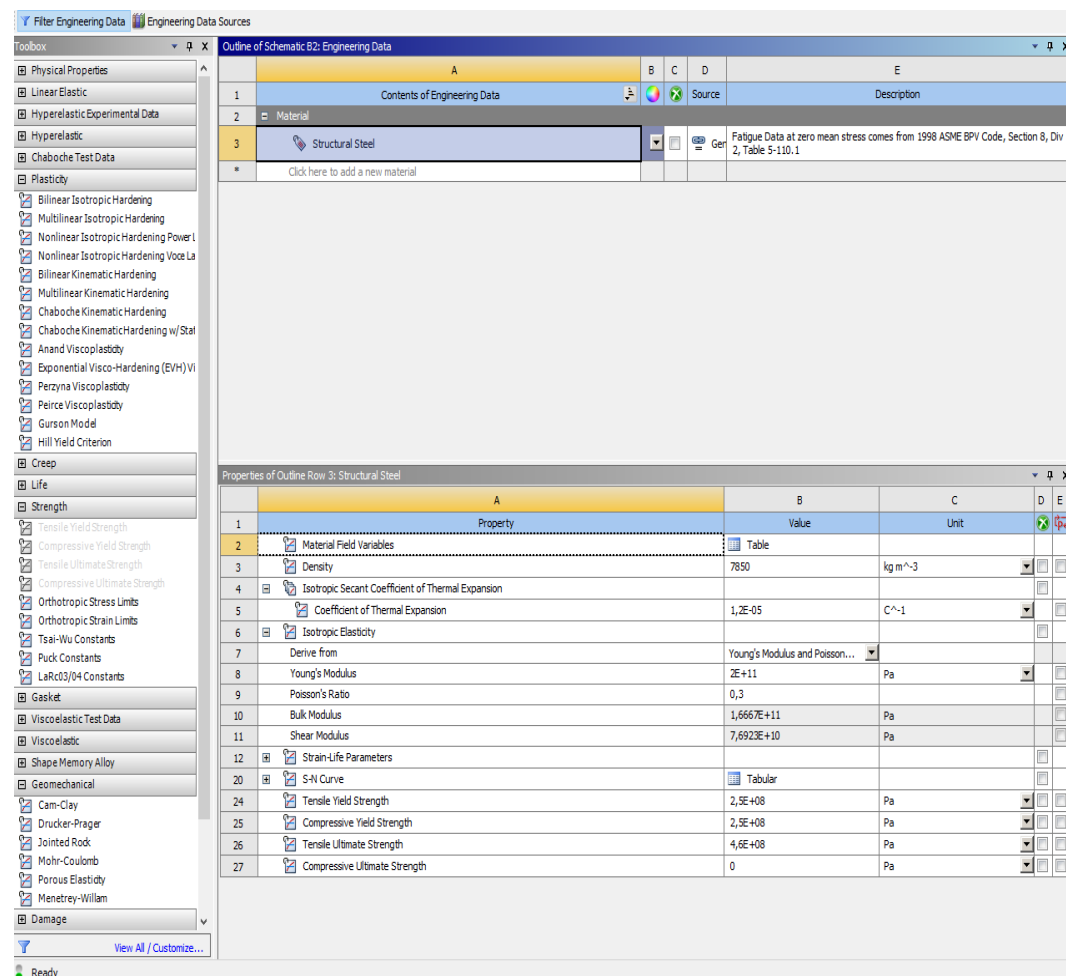 Filter Engineering Data Engineering Data Sources
Toolbox
Physical Properties
Linear Elastic
Hyperelastic Experimental Data
Hyperelastic
Chaboche Test Data
Plasticity
Bilinear Isotropic Hardening
Multilinear Isotropic Hardening
Nonlinear Isotropic Hardening Power L
Nonlinear Isotropic Hardening Voce La
Bilinear Kinematic Hardening
Multilinear Kinematic Hardening
Chaboche Kinematic Hardening
Chaboche KinematicHardening w/Stat
Anand Viscoplasticity
Exponential Visco-Hardening (EVH) Vi
Perzyna Viscoplasticity
Peirce Viscoplasticity
Gurson Model
Hill Yield Criterion
Creep
Life
Strength
Tensile Yield Strength
Compressive Yield Strength
Tensile Ultimate Strength
Compressive Ultimate Strength
Orthotropic Stress Limits
Orthotropic Strain Limits
Tsai-Wu Constants
Puck Constants
LaRc03/04 Constants
Gasket
Viscoelastic Test Data
Viscoelastic
Shape Memory Alloy
Geomechanical
Cam-Clay
Drucker-Prager
Jointed Rock
Mohr-Coulomb
Porous Elasticity
Menetrey-Willam
Damage
View All / Customize...
Ready
Outline of Schematic B2: Engineering Data
A B C D E
1 Contents of Engineering Data Source Description
2 Material
3 Structural Steel Gen Fatigue Data at zero mean stress comes from 1998 ASME BPV Code, Section 8, Div
2, Table 5-110.1
* Click here to add a new material
Properties of Outline Row 3: Structural Steel
A B C D E
1 Property Value Unit
2 Material Field Variables Table
3 Density 7850 kg m^-3
4 Isotropic Secant Coefficient of Thermal Expansion
5 Coefficient of Thermal Expansion 1,2E-05 C^-1
6 Isotropic Elasticity
7 Derive from Young's Modulus and Poisson...
8 Young's Modulus 2E+11 Pa
9 Poisson's Ratio 0,3
10 Bulk Modulus 1,6667E+11 Pa
11 Shear Modulus 7,6923E+10 Pa
12 Strain-Life Parameters
20 S-N Curve Tabular
24 Tensile Yield Strength 2,5E+08 Pa
25 Compressive Yield Strength 2,5E+08 Pa
26 Tensile Ultimate Strength 4,6E+08 Pa
27 Compressive Ultimate Strength 0 Pa